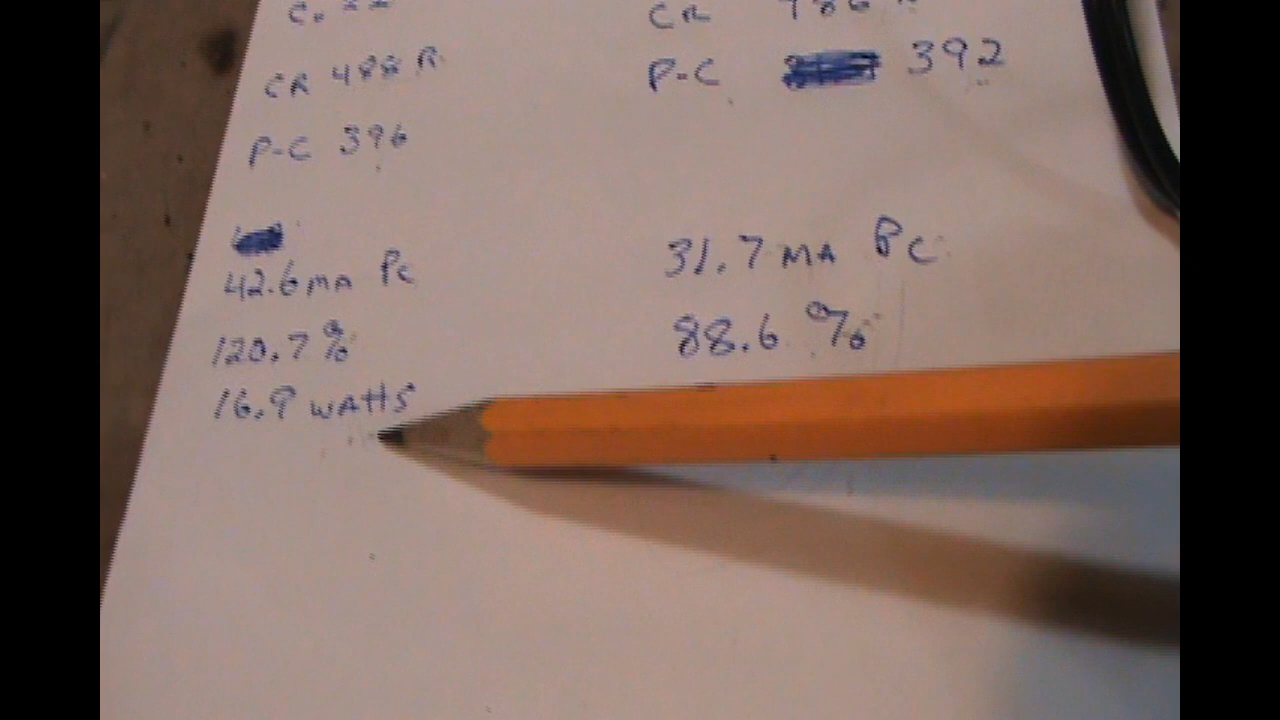 CR
CR 488 R
P-C 392
P-C 396
42.6 MA PC
31.7 MA PC
120.7 %
88.6 %
16.9 WATTS